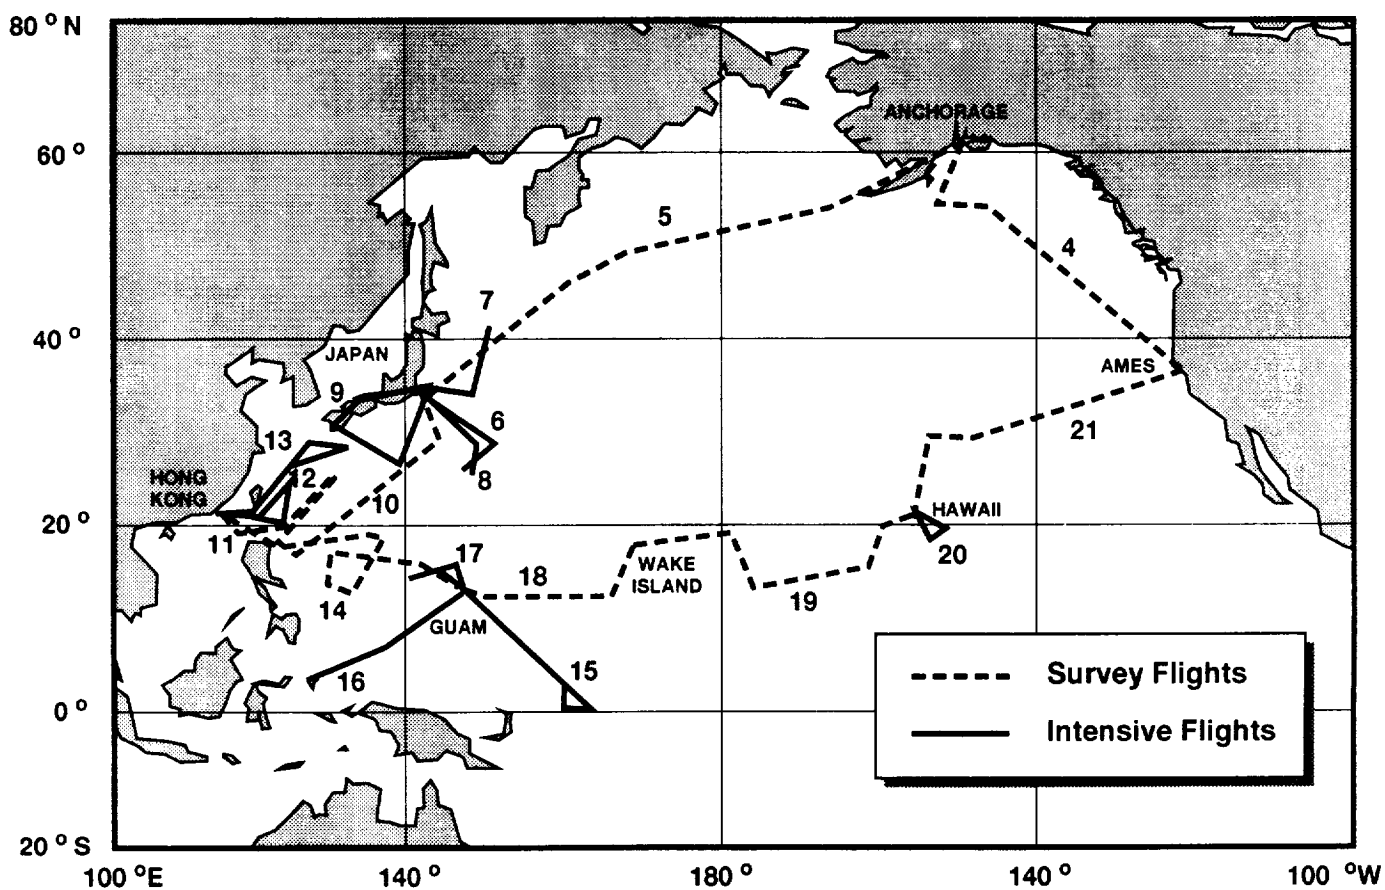 80 ° N
ANCHORAGE
60 °
5
4
7
40 °
JAPAN
AMES
9
6
21
13
8
HONG
KONG
12
10
HAWAII
20 °
11
17
20
WAKE
ISLAND
18
14
19
GUAM
15
16
Survey Flights
0 °
Intensive Flights
20 ° S
100 °E
140 °
180 °
140 °
100 °W